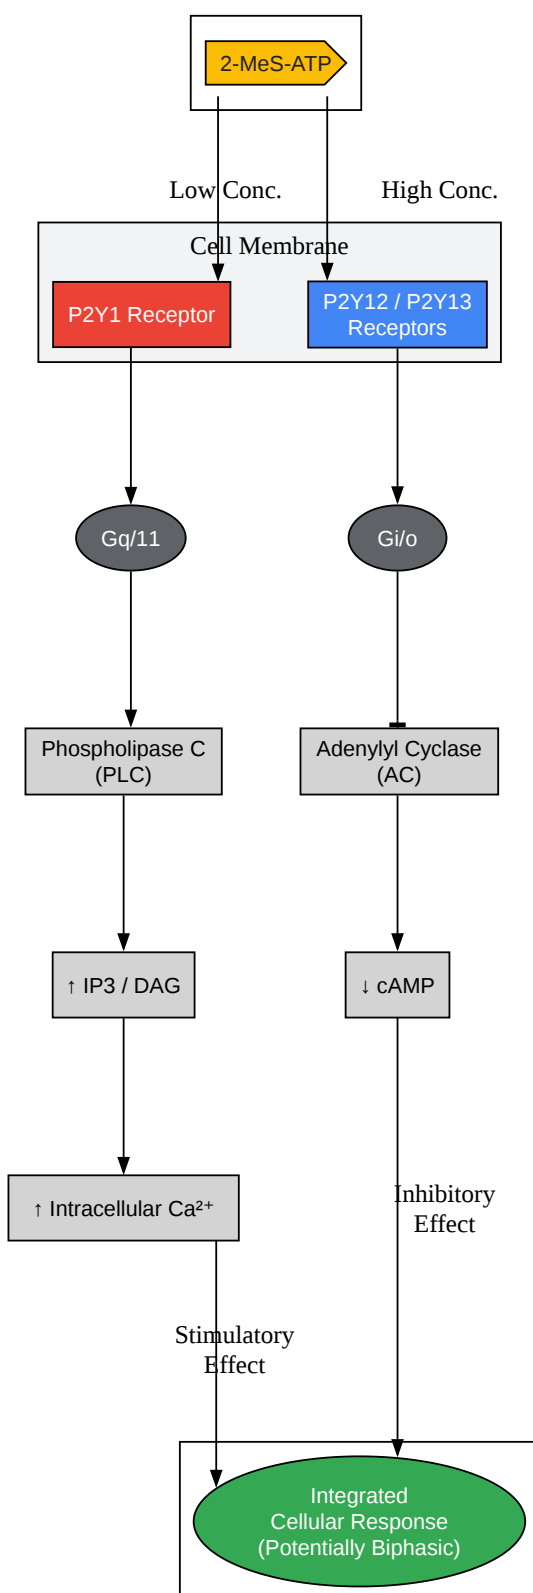 2-MeS-ATP
Low Conc.
High Conc.
Cell Membrane
P2Y1 Receptor
P2Y12 / P2Y13
Receptors
Gq/11
Gi/o
Phospholipase C
(PLC)
Adenylyl Cyclase
(AC)
↑ IP3 / DAG
↓ cAMP
↑ Intracellular Ca²⁺
Inhibitory
Effect
Stimulatory
Effect
Integrated
Cellular Response
(Potentially Biphasic)